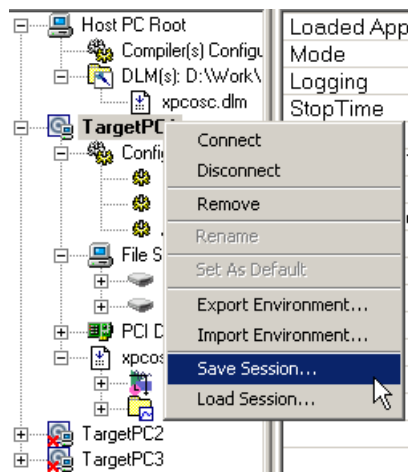 Host PC Root
Compiler(s) Configu
DLM(s): D:\Work\
xpcosc.dlm
TargetPC1
Config
File S
PCI D
xpcos
TargetPC2
TargetPC3
Loaded App
Mode
Logging
StopTime
Connect
Disconnect
Remove
Rename
Set As Default
Export Environment...
Import Environment...
Save Session...
Load Session...